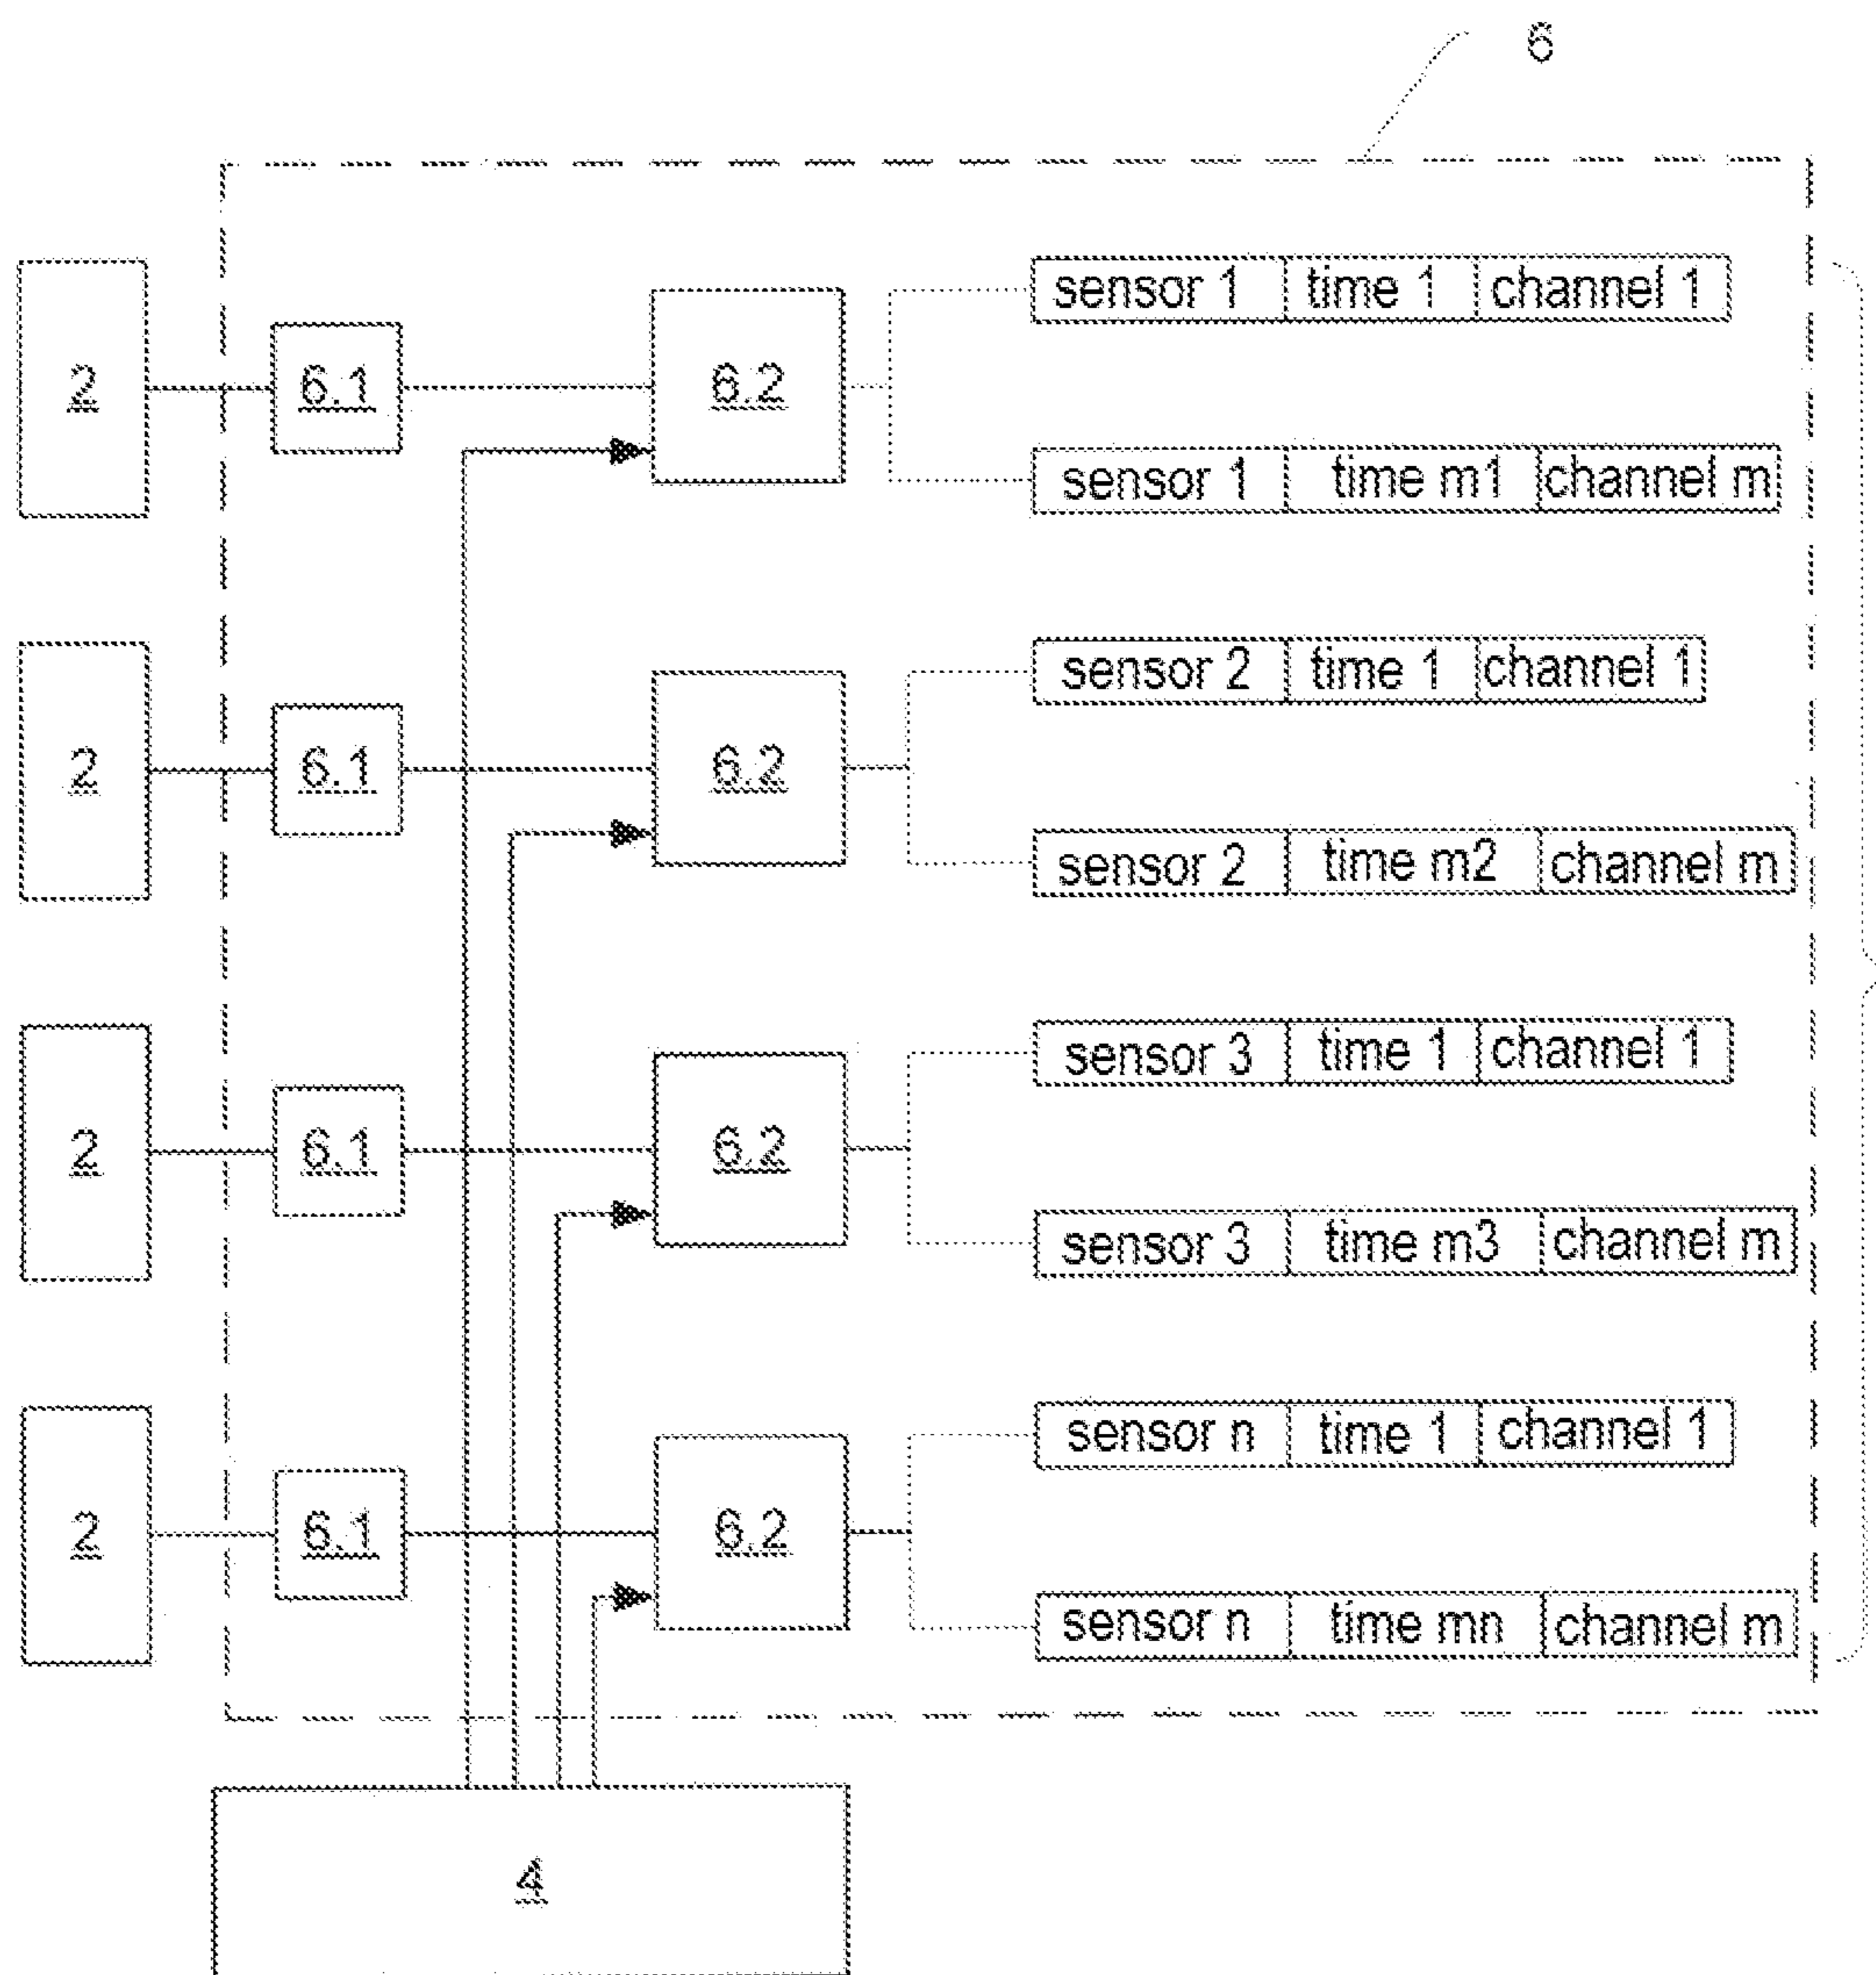 6
sensor 1 time 1 channel 1
2 6.1 6.2
sensor 1 time m1 channel m
sensor 2 time 1 channel 1
2 6.1 6.2
sensor 2 time m2 channel m
sensor 3 time 1 channel 1
2 6.1 6.2
sensor 3 time m3 channel m
sensor n time 1 channel 1
2 6.1 6.2
sensor n time mn channel m
4